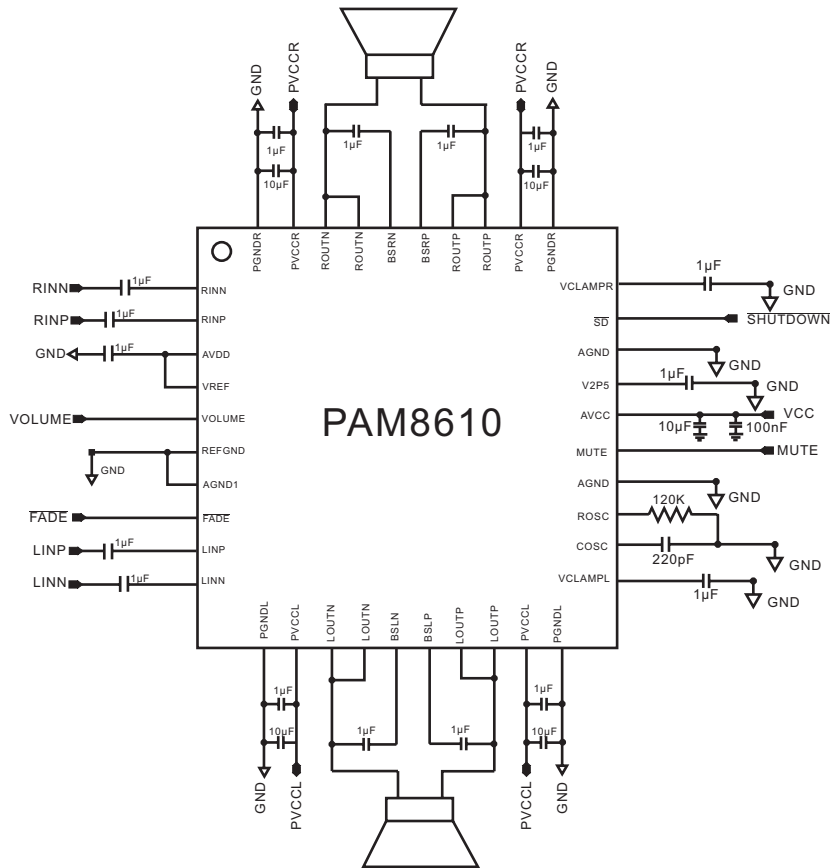 GND
PVCCR
PVCCR
GND
1µF
10µF
1µF
1µF
1µF
10µF
PGNDR
PVCCR
ROUTN
ROUTN
BSRN
BSRP
ROUTP
ROUTP
PVCCR
PGNDR
RINN
1µF
RINN
RINP
1µF
RINP
GND
1µF
AVDD
VREF
VOLUME
VOLUME
REFGND
GND
AGND1
FADE
FADE
LINP
1µF
LINP
LINN
1µF
LINN
PAM8610
VCLAMPR
1µF
GND
SD
SHUTDOWN
AGND
GND
V2P5
1µF
GND
AVCC
VCC
10µF
100nF
MUTE
MUTE
AGND
GND
ROSC
120K
COSC
220pF
GND
VCLAMPL
1µF
GND
PGNDL
PVCCL
LOUTN
LOUTN
BSLN
BSLP
LOUTP
LOUTP
PVCCL
PGNDL
1µF
10µF
1µF
1µF
1µF
10µF
GND
PVCCL
PVCCL
GND